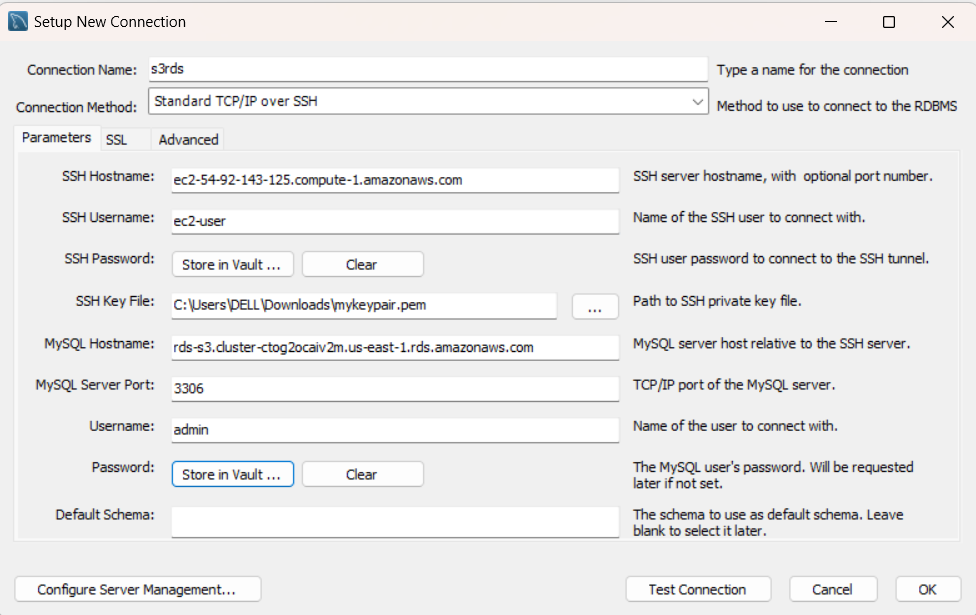 Setup New Connection
Connection Name: s3rds Type a name for the connection
Connection Method: Standard TCP/IP over SSH Method to use to connect to the RDBMS
Parameters SSL Advanced
SSH Hostname: ec2-54-92-143-125.compute-1.amazonaws.com SSH server hostname, with optional port number.
SSH Username: ec2-user Name of the SSH user to connect with.
SSH Password: Store in Vault ... Clear SSH user password to connect to the SSH tunnel.
SSH Key File: C:\Users\DELL\Downloads\mykeypair.pem ... Path to SSH private key file.
MySQL Hostname: rds-s3.cluster-ctog2ocaiv2m.us-east-1.rds.amazonaws.com MySQL server host relative to the SSH server.
MySQL Server Port: 3306 TCP/IP port of the MySQL server.
Username: admin Name of the user to connect with.
Password: Store in Vault ... Clear The MySQL user's password. Will be requested
later if not set.
Default Schema: The schema to use as default schema. Leave
blank to select it later.
Configure Server Management... Test Connection Cancel OK